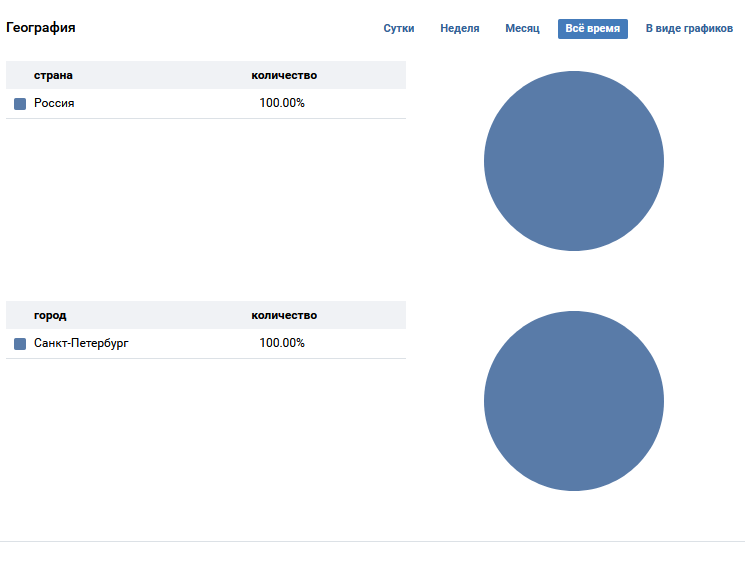 География Сутки Неделя Месяц Всё время В виде графиков
страна количество
Россия 100.00%
город количество
Санкт-Петербург 100.00%